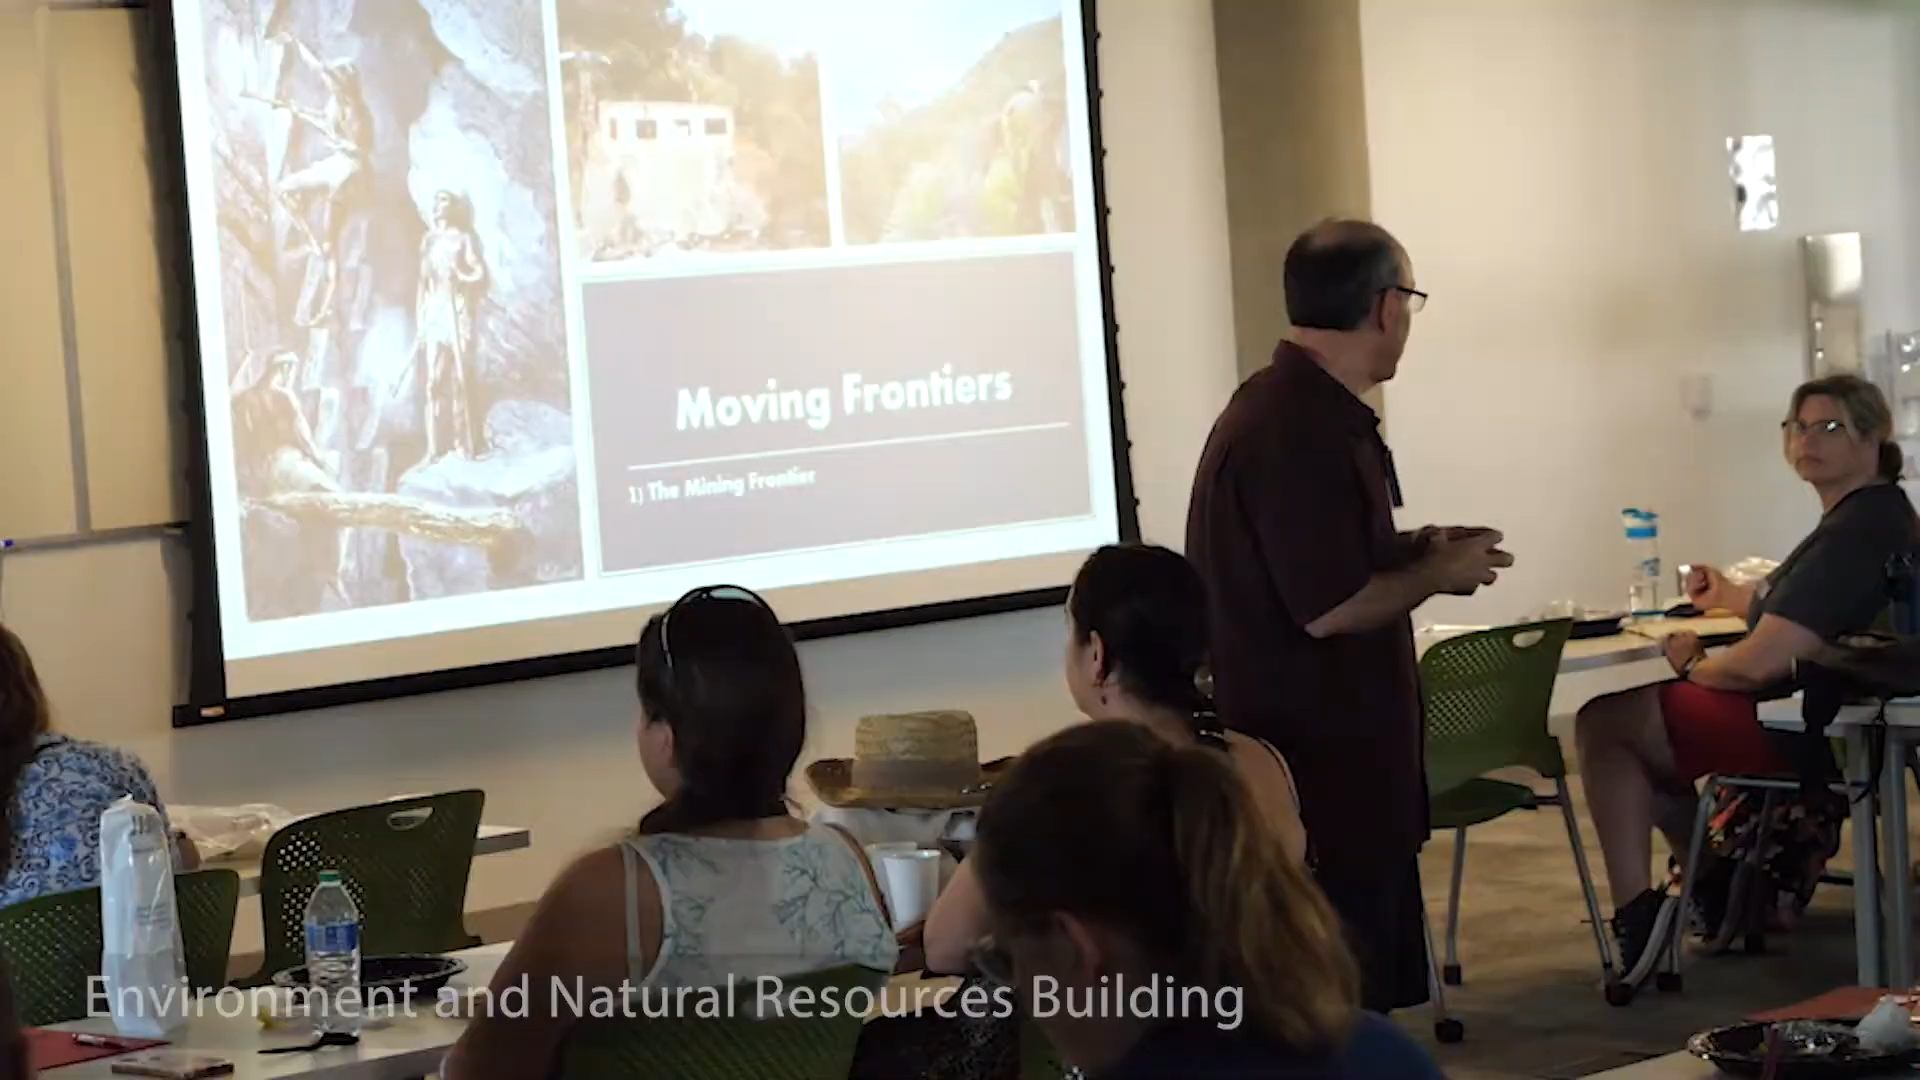 Moving Frontiers
1) The Mining Frontier
Environment and Natural Resources Building